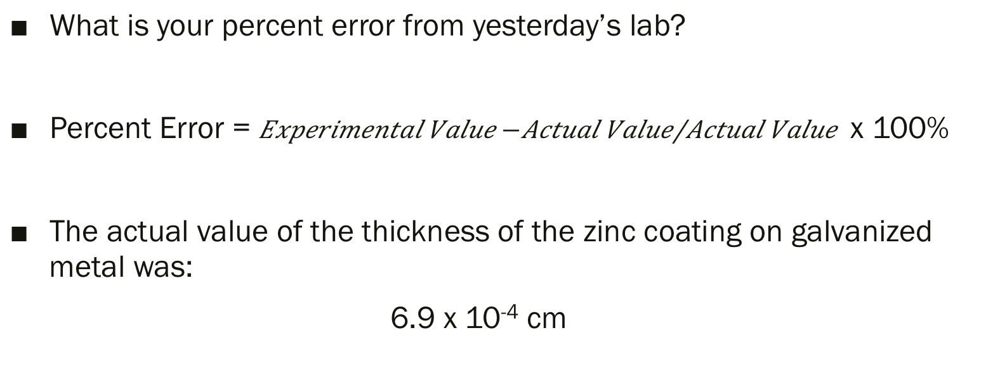 ▪ What is your percent error from yesterday’s lab?
▪ Percent Error = Experimental Value – Actual Value/Actual Value x 100%
▪ The actual value of the thickness of the zinc coating on galvanized
metal was:
6.9 x 10⁻⁴ cm